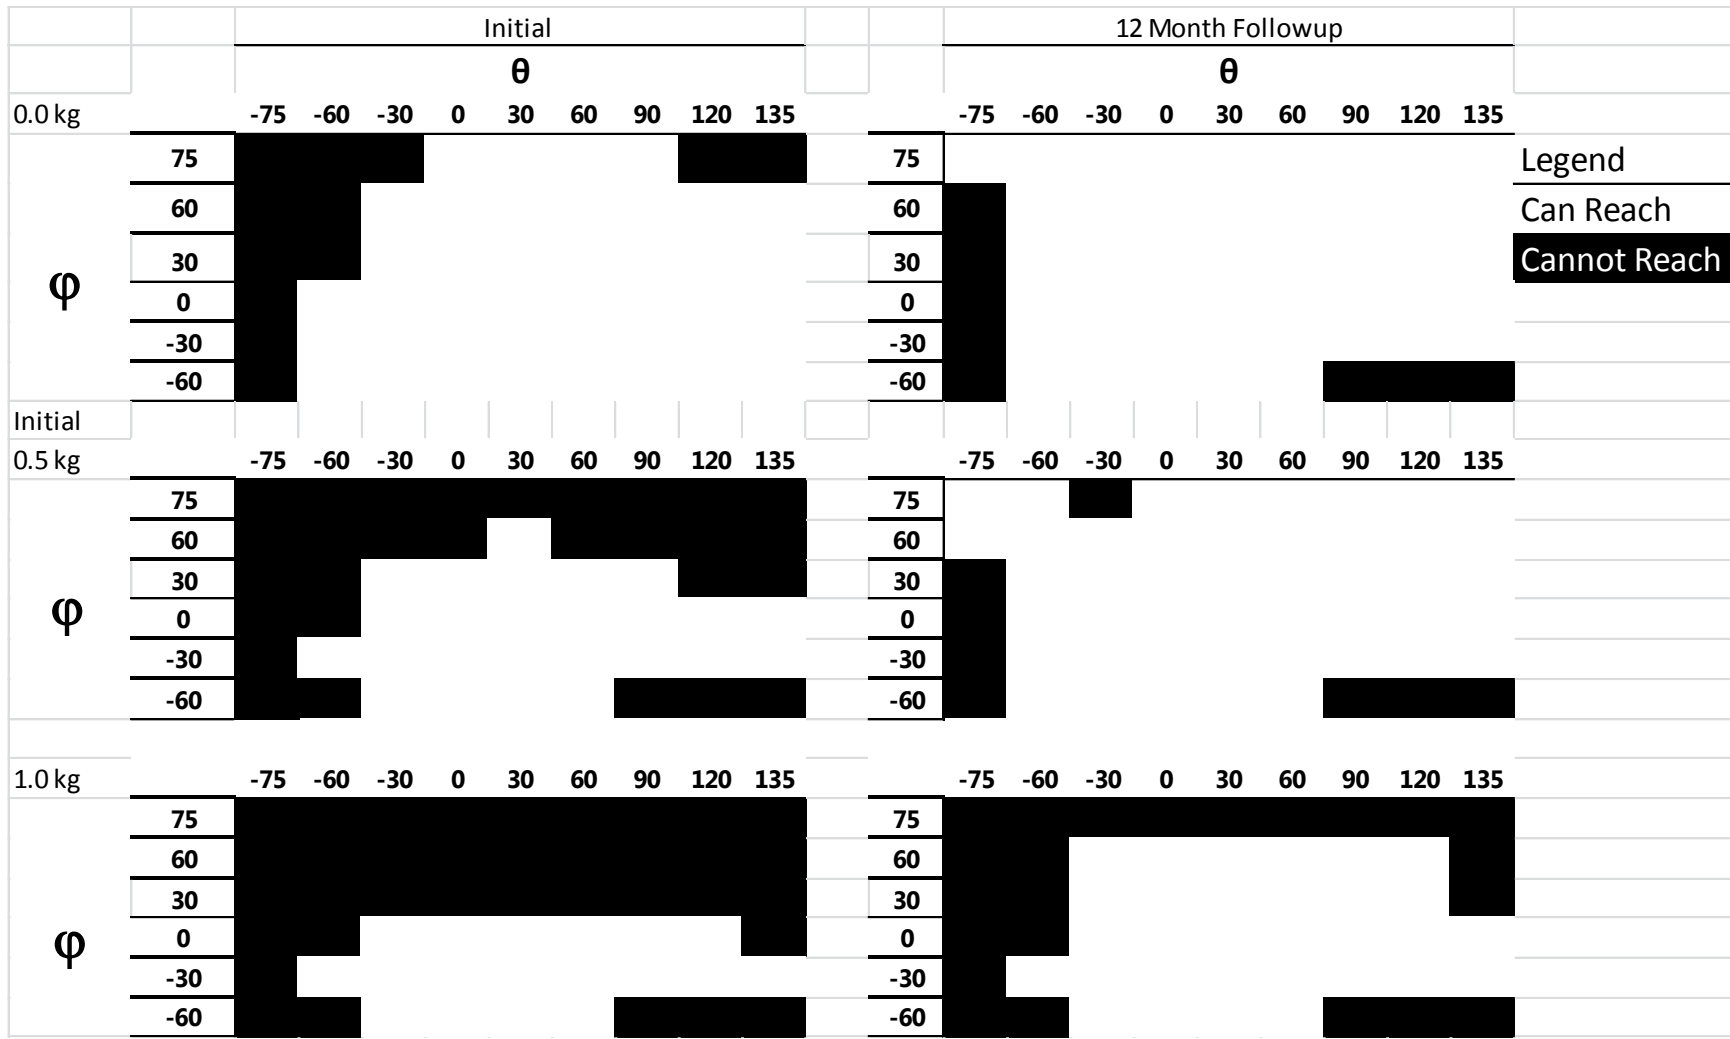 Initial 12 Month Followup
θ θ
0.0 kg -75 -60 -30 0 30 60 90 120 135 -75 -60 -30 0 30 60 90 120 135
75 75 Legend
60 60 Can Reach
30 30 Cannot Reach
φ
0 0
-30 -30
-60 -60
Initial
0.5 kg -75 -60 -30 0 30 60 90 120 135 -75 -60 -30 0 30 60 90 120 135
75 75
60 60
30 30
φ
0 0
-30 -30
-60 -60
1.0 kg -75 -60 -30 0 30 60 90 120 135 -75 -60 -30 0 30 60 90 120 135
75 75
60 60
30 30
φ
0 0
-30 -30
-60 -60